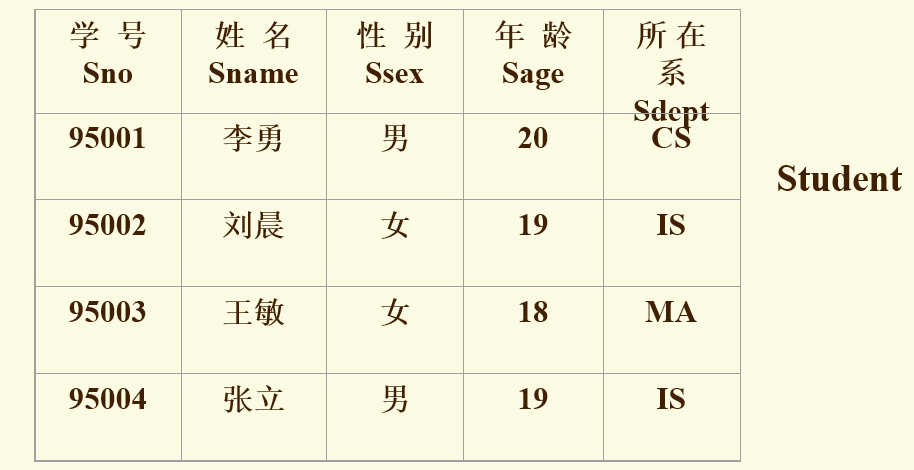 学 号 姓 名 性 别 年 龄 所 在
Sno Sname Ssex Sage 系
Sdept
95001 李勇 男 20 CS
Student
95002 刘晨 女 19 IS
95003 王敏 女 18 MA
95004 张立 男 19 IS